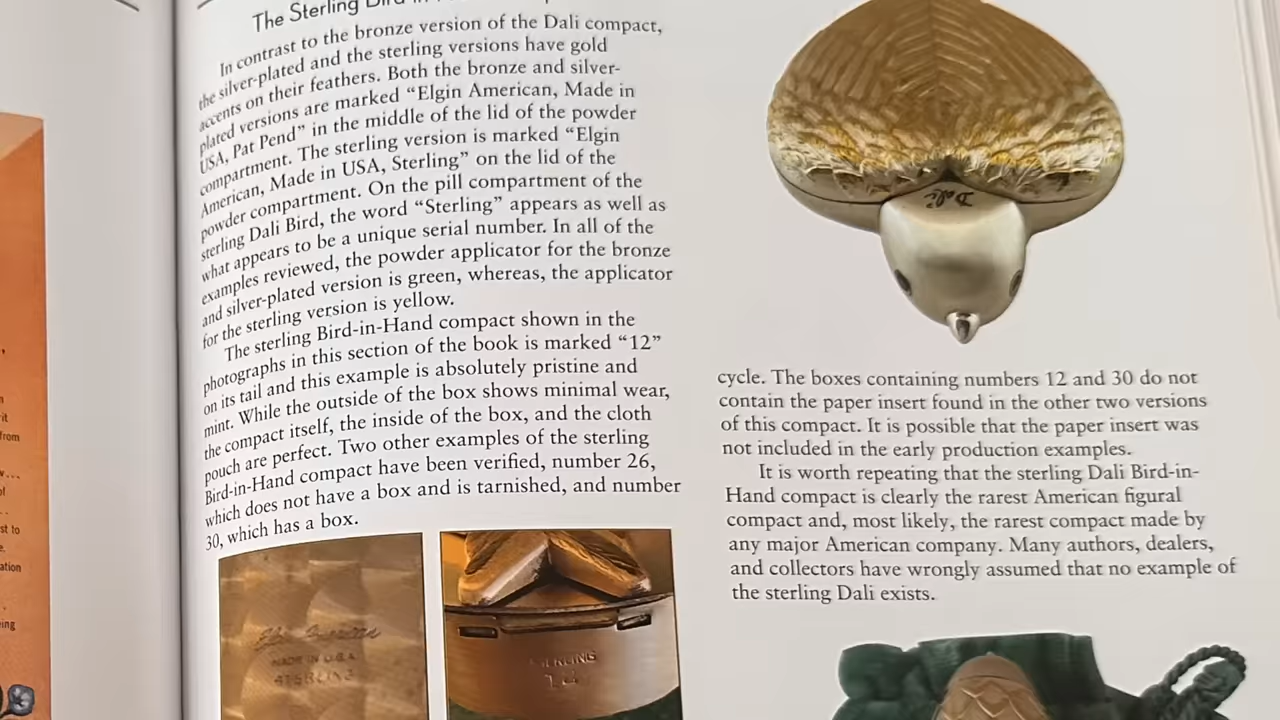 The Sterling
In contrast to the bronze version of the Dali compact,
the silver-plated and the sterling versions have gold
accents on their feathers. Both the bronze and silver-
plated versions are marked “Elgin American, Made in
USA, Pat Pend” in the middle of the lid of the powder
compartment. The sterling version is marked “Elgin
American, Made in USA, Sterling” on the lid of the
powder compartment. On the pill compartment of the
sterling Dali Bird, the word “Sterling” appears as well as
what appears to be a unique serial number. In all of the
examples reviewed, the powder applicator for the bronze
and silver-plated version is green, whereas, the applicator
for the sterling version is yellow.
The sterling Bird-in-Hand compact shown in the
photographs in this section of the book is marked “12”
on its tail and this example is absolutely pristine and
mint. While the outside of the box shows minimal wear,
the compact itself, the inside of the box, and the cloth
pouch are perfect. Two other examples of the sterling
Bird-in-Hand compact have been verified, number 26,
which does not have a box and is tarnished, and number
30, which has a box.
Elgin American
MADE IN U.S.A.
STERLING
STERLING
Dali
cycle. The boxes containing numbers 12 and 30 do not
contain the paper insert found in the other two versions
of this compact. It is possible that the paper insert was
not included in the early production examples.
It is worth repeating that the sterling Dali Bird-in-
Hand compact is clearly the rarest American figural
compact and, most likely, the rarest compact made by
any major American company. Many authors, dealers,
and collectors have wrongly assumed that no example of
the sterling Dali exists.